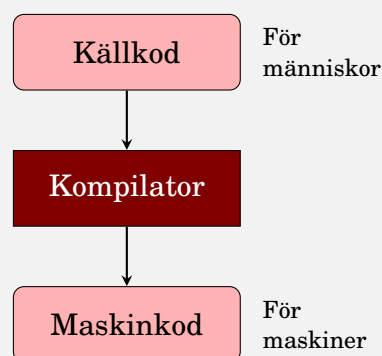 Källkod
För
människor
Kompilator
Maskinkod
För
maskiner